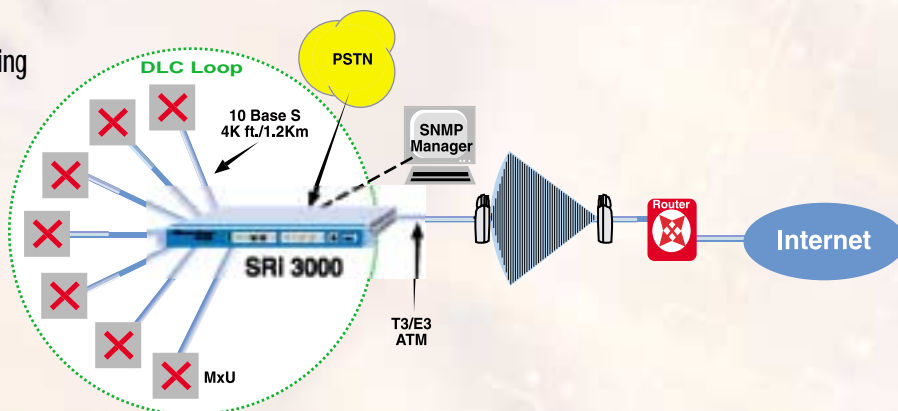 ing
DLC Loop
PSTN
10 Base S
4K ft./1.2Km
SNMP
Manager
Router
Internet
SRi 3000
T3/E3
ATM
MxU